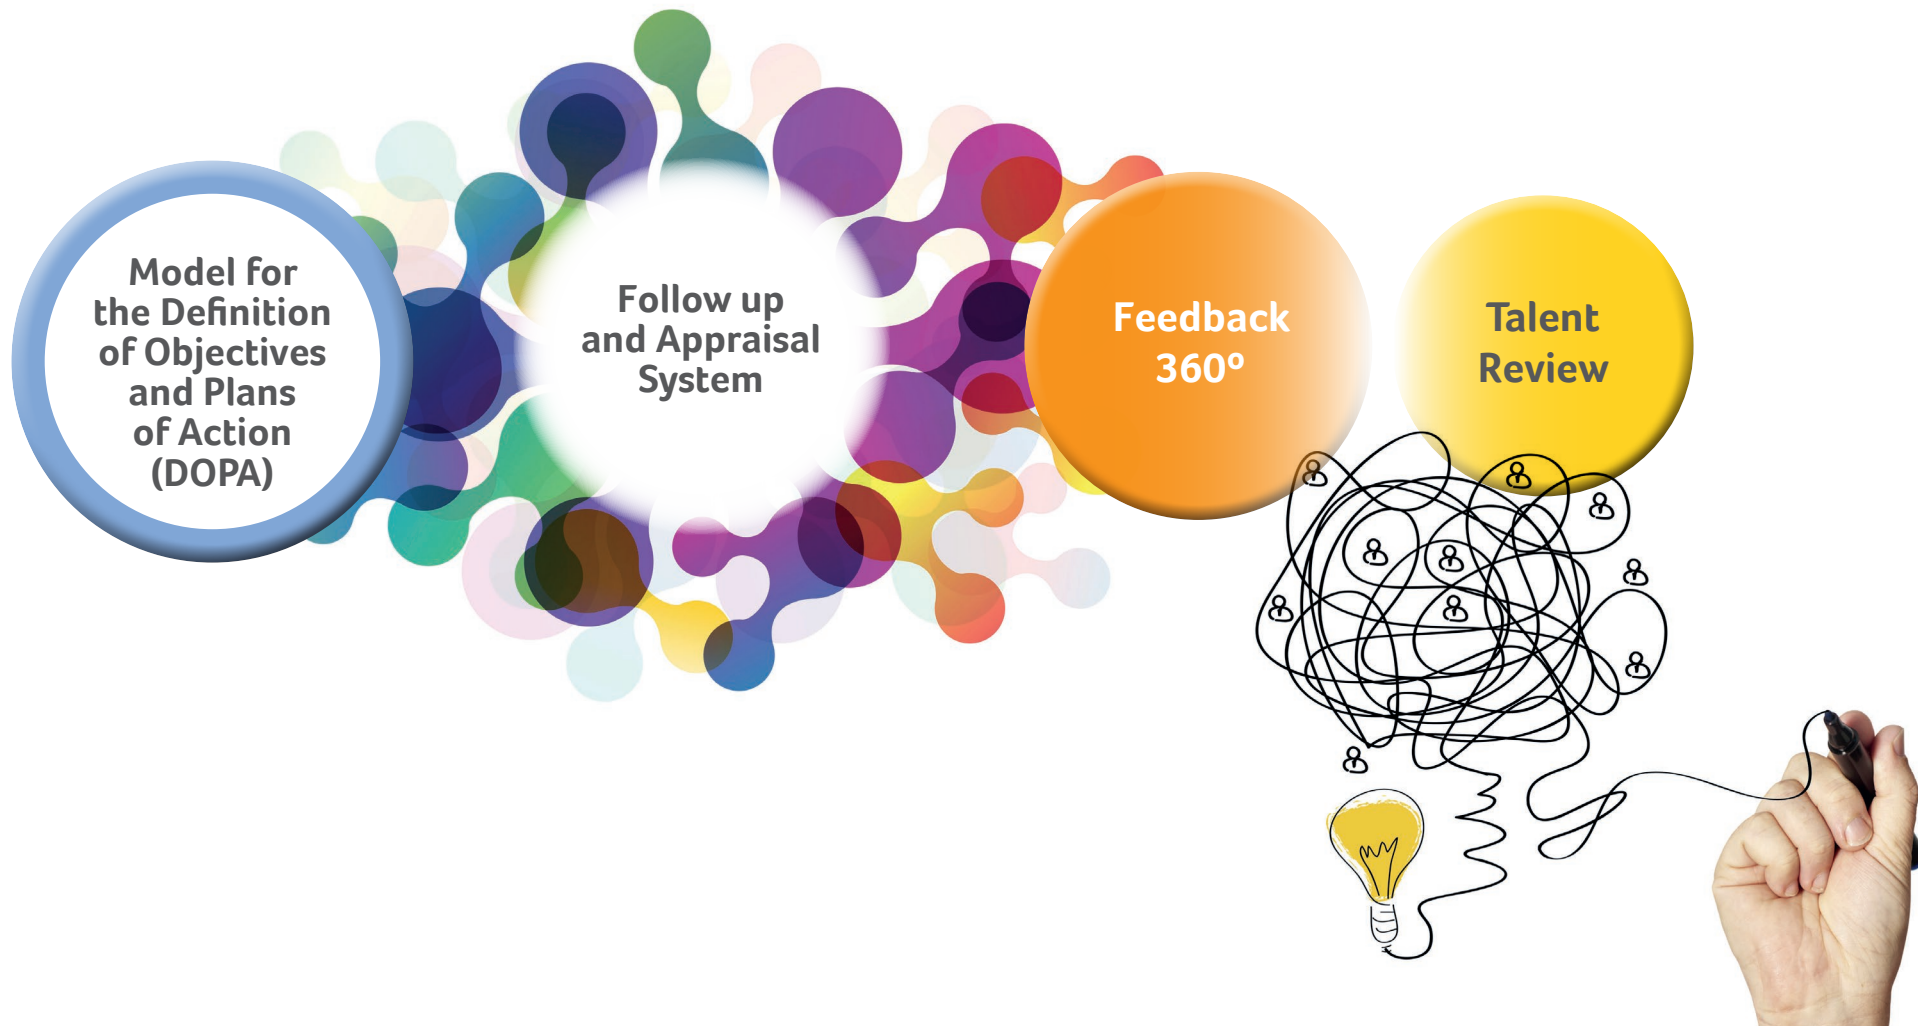 Model for
the Definition
of Objectives
and Plans
of Action
(DOPA)
Follow up
and Appraisal
System
Feedback
360º
Talent
Review